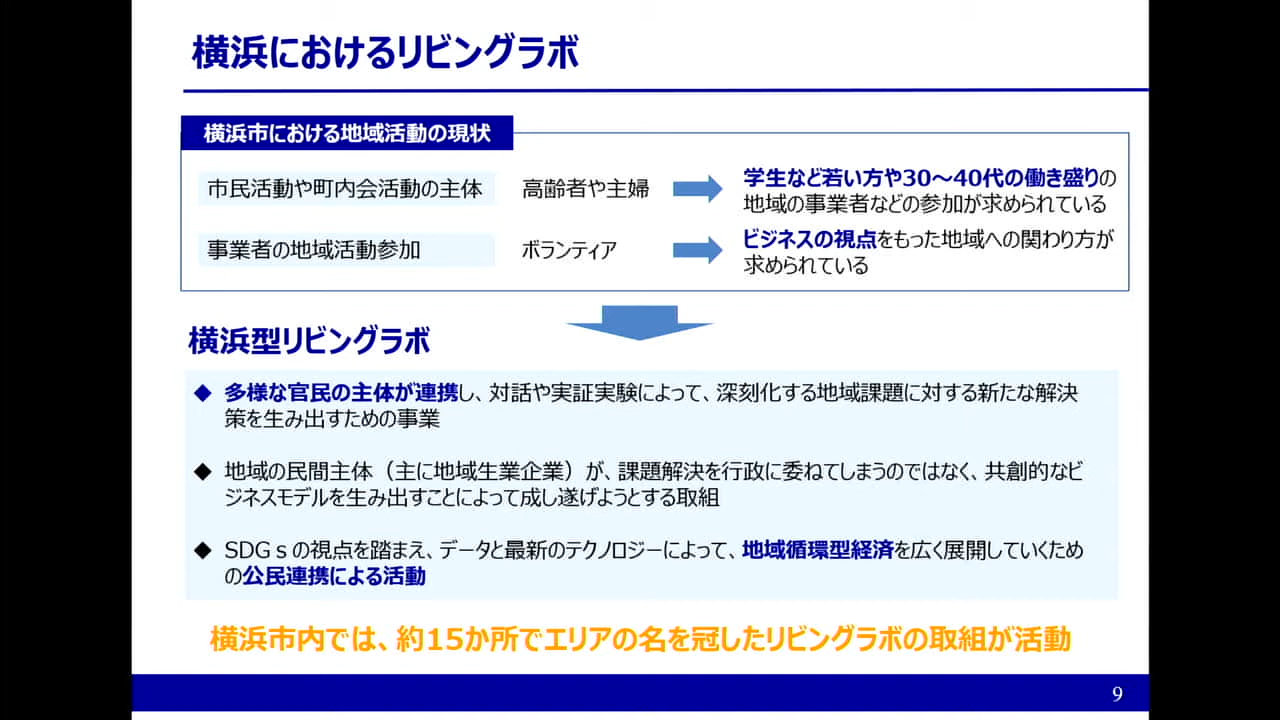 横浜におけるリビングラボ
横浜市における地域活動の現状
市民活動や町内会活動の主体 高齢者や主婦 学生など若い方や30～40代の働き盛りの
地域の事業者などの参加が求められている
事業者の地域活動参加 ボランティア ビジネスの視点をもった地域への関わり方が
求められている
横浜型リビングラボ
◆ 多様な官民の主体が連携し、対話や実証実験によって、深刻化する地域課題に対する新たな解決
策を生み出すための事業
◆ 地域の民間主体（主に地域生業企業）が、課題解決を行政に委ねてしまうのではなく、共創的なビ
ジネスモデルを生み出すことによって成し遂げようとする取組
◆ SDGｓの視点を踏まえ、データと最新のテクノロジーによって、地域循環型経済を広く展開していくため
の公民連携による活動
横浜市内では、約15か所でエリアの名を冠したリビングラボの取組が活動
9